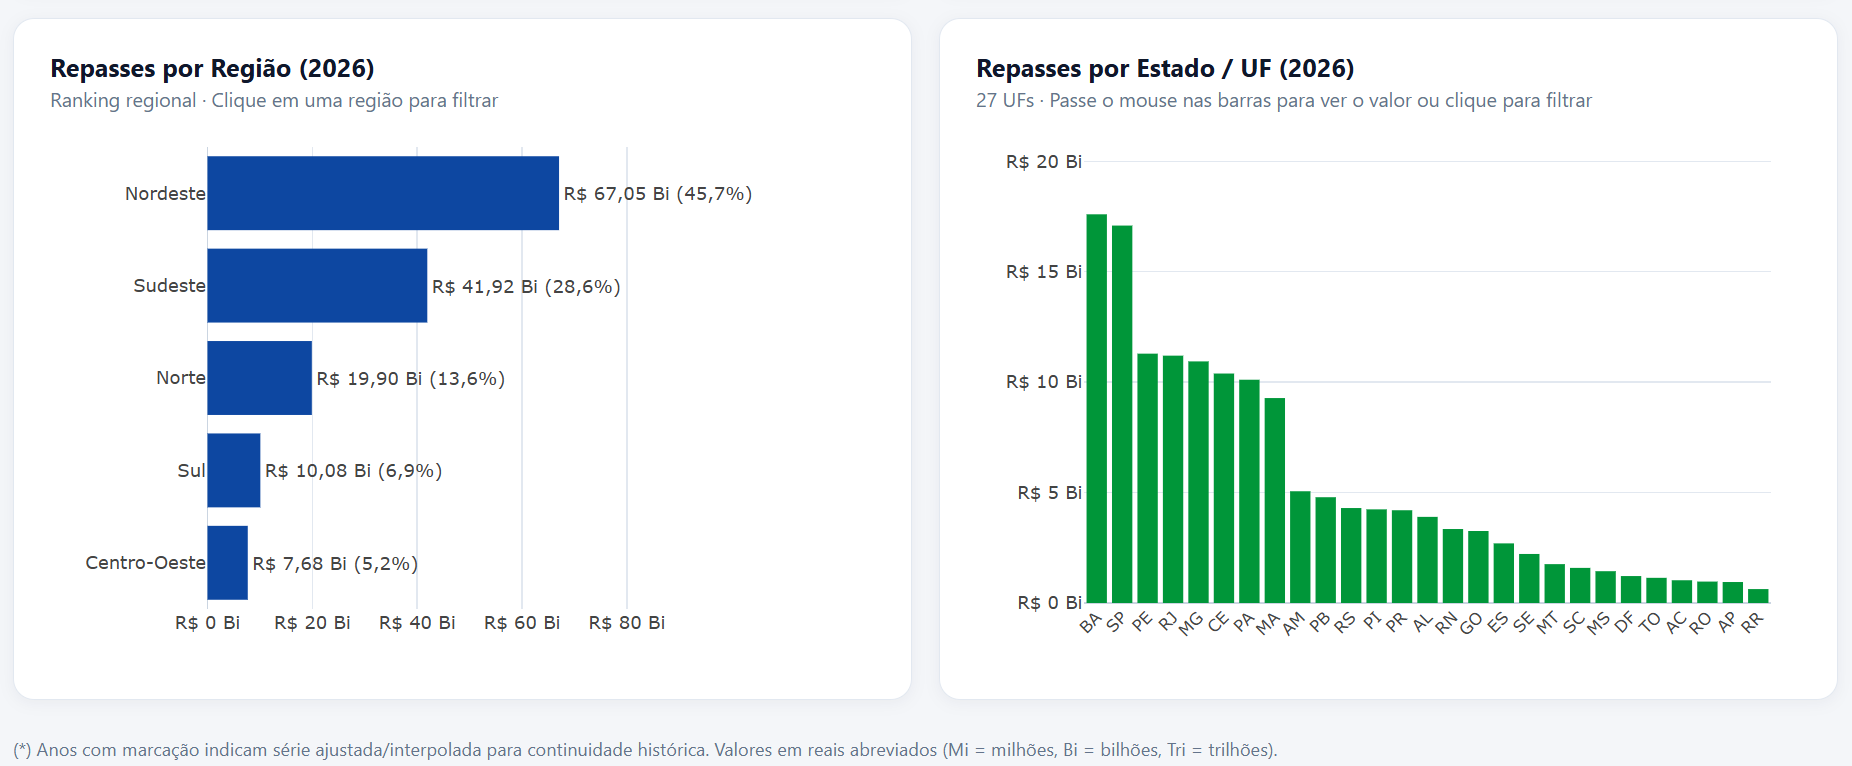 Repasses por Região (2026)
Ranking regional · Clique em uma região para filtrar
Nordeste
R$ 67,05 Bi (45,7%)
Sudeste
R$ 41,92 Bi (28,6%)
Norte
R$ 19,90 Bi (13,6%)
Sul
R$ 10,08 Bi (6,9%)
Centro-Oeste
R$ 7,68 Bi (5,2%)
R$ 0 Bi
R$ 20 Bi
R$ 40 Bi
R$ 60 Bi
R$ 80 Bi
Repasses por Estado / UF (2026)
27 UFs · Passe o mouse nas barras para ver o valor ou clique para filtrar
R$ 20 Bi
R$ 15 Bi
R$ 10 Bi
R$ 5 Bi
R$ 0 Bi
BA
SP
PE
RJ
MG
CE
PA
MA
AM
PB
RS
PI
PR
AL
RN
GO
ES
SE
MT
SC
MS
DF
TO
AC
RO
AP
RR
(*) Anos com marcação indicam série ajustada/interpolada para continuidade histórica. Valores em reais abreviados (Mi = milhões, Bi = bilhões, Tri = trilhões).